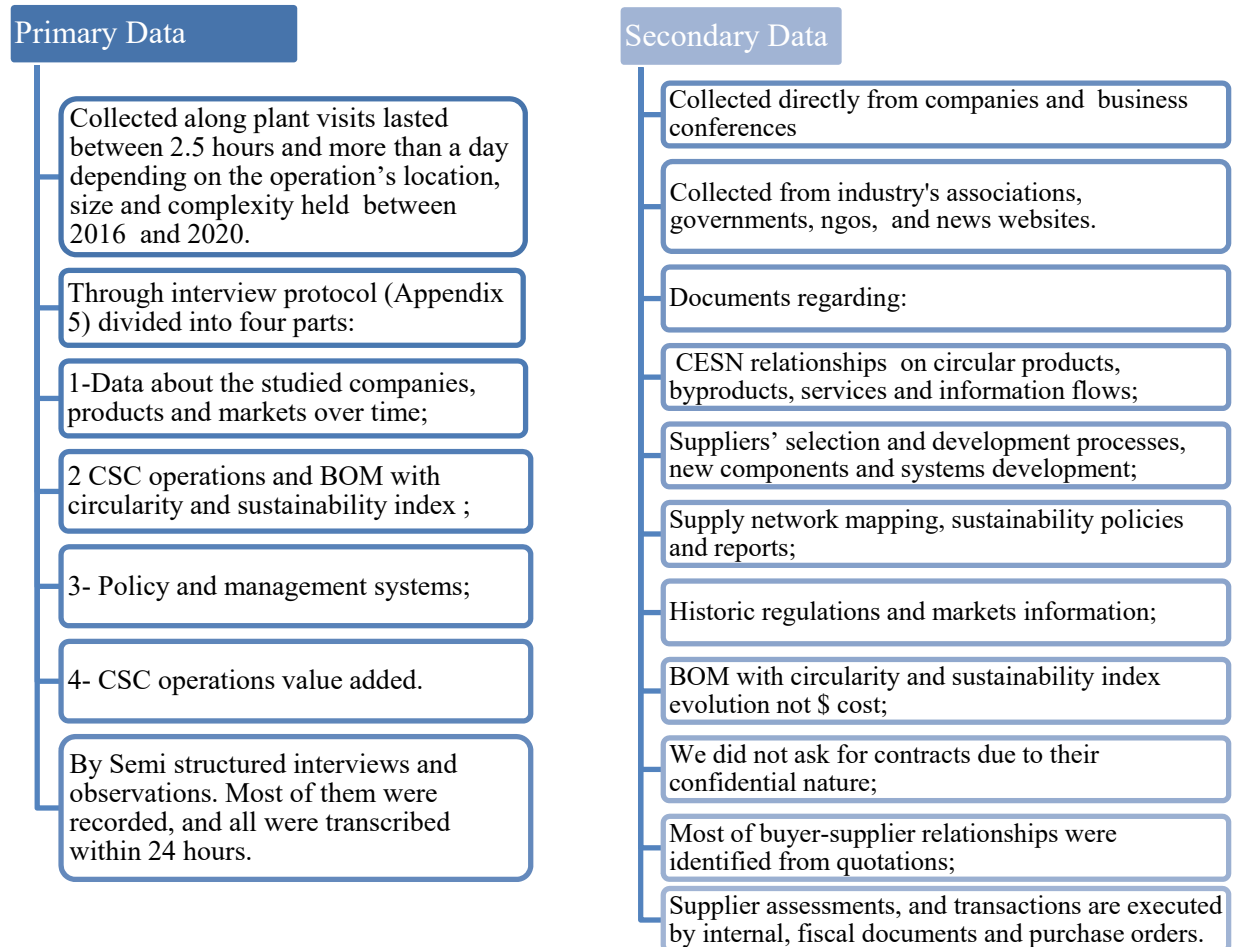 Primary Data
Collected along plant visits lasted
between 2.5 hours and more than a day
depending on the operation’s location,
size and complexity held between
2016 and 2020.
Through interview protocol (Appendix
5) divided into four parts:
1-Data about the studied companies,
products and markets over time;
2 CSC operations and BOM with
circularity and sustainability index ;
3- Policy and management systems;
4- CSC operations value added.
By Semi structured interviews and
observations. Most of them were
recorded, and all were transcribed
within 24 hours.
Secondary Data
Collected directly from companies and business
conferences
Collected from industry's associations,
governments, ngos, and news websites.
Documents regarding:
CESN relationships on circular products,
byproducts, services and information flows;
Suppliers’ selection and development processes,
new components and systems development;
Supply network mapping, sustainability policies
and reports;
Historic regulations and markets information;
BOM with circularity and sustainability index
evolution not $ cost;
We did not ask for contracts due to their
confidential nature;
Most of buyer-supplier relationships were
identified from quotations;
Supplier assessments, and transactions are executed
by internal, fiscal documents and purchase orders.